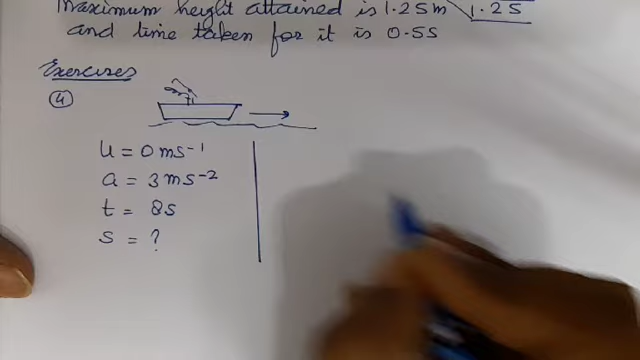 maximum height attained is 1.25m 1.25
and time taken for it is 0.5s
Exercises
4
u = 0 ms-1
a = 3 ms-2
t = 8s
s = ?